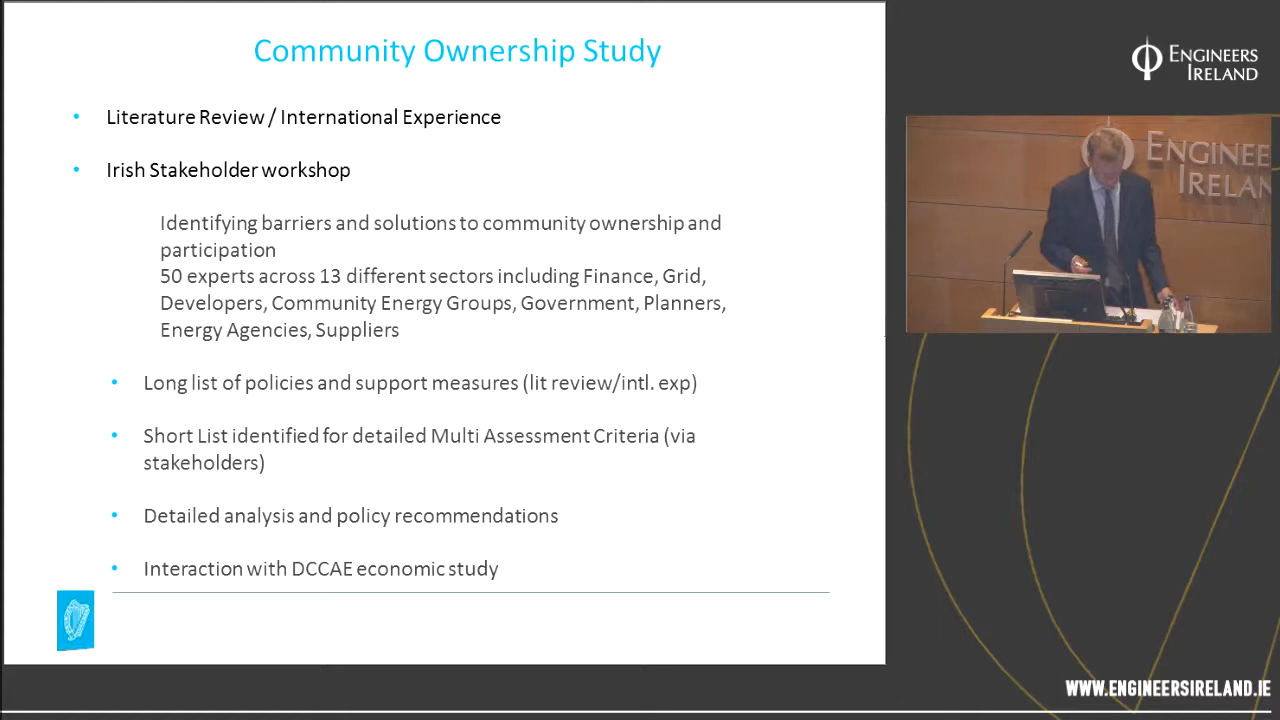 Community Ownership Study
• Literature Review / International Experience
• Irish Stakeholder workshop
Identifying barriers and solutions to community ownership and
participation
50 experts across 13 different sectors including Finance, Grid,
Developers, Community Energy Groups, Government, Planners,
Energy Agencies, Suppliers
• Long list of policies and support measures (lit review/intl. exp)
• Short List identified for detailed Multi Assessment Criteria (via
stakeholders)
• Detailed analysis and policy recommendations
• Interaction with DCCAE economic study
ENGINEERS
IRELAND
ENGINEE
IRELAN
WWW.ENGINEERSIRELAND.IE